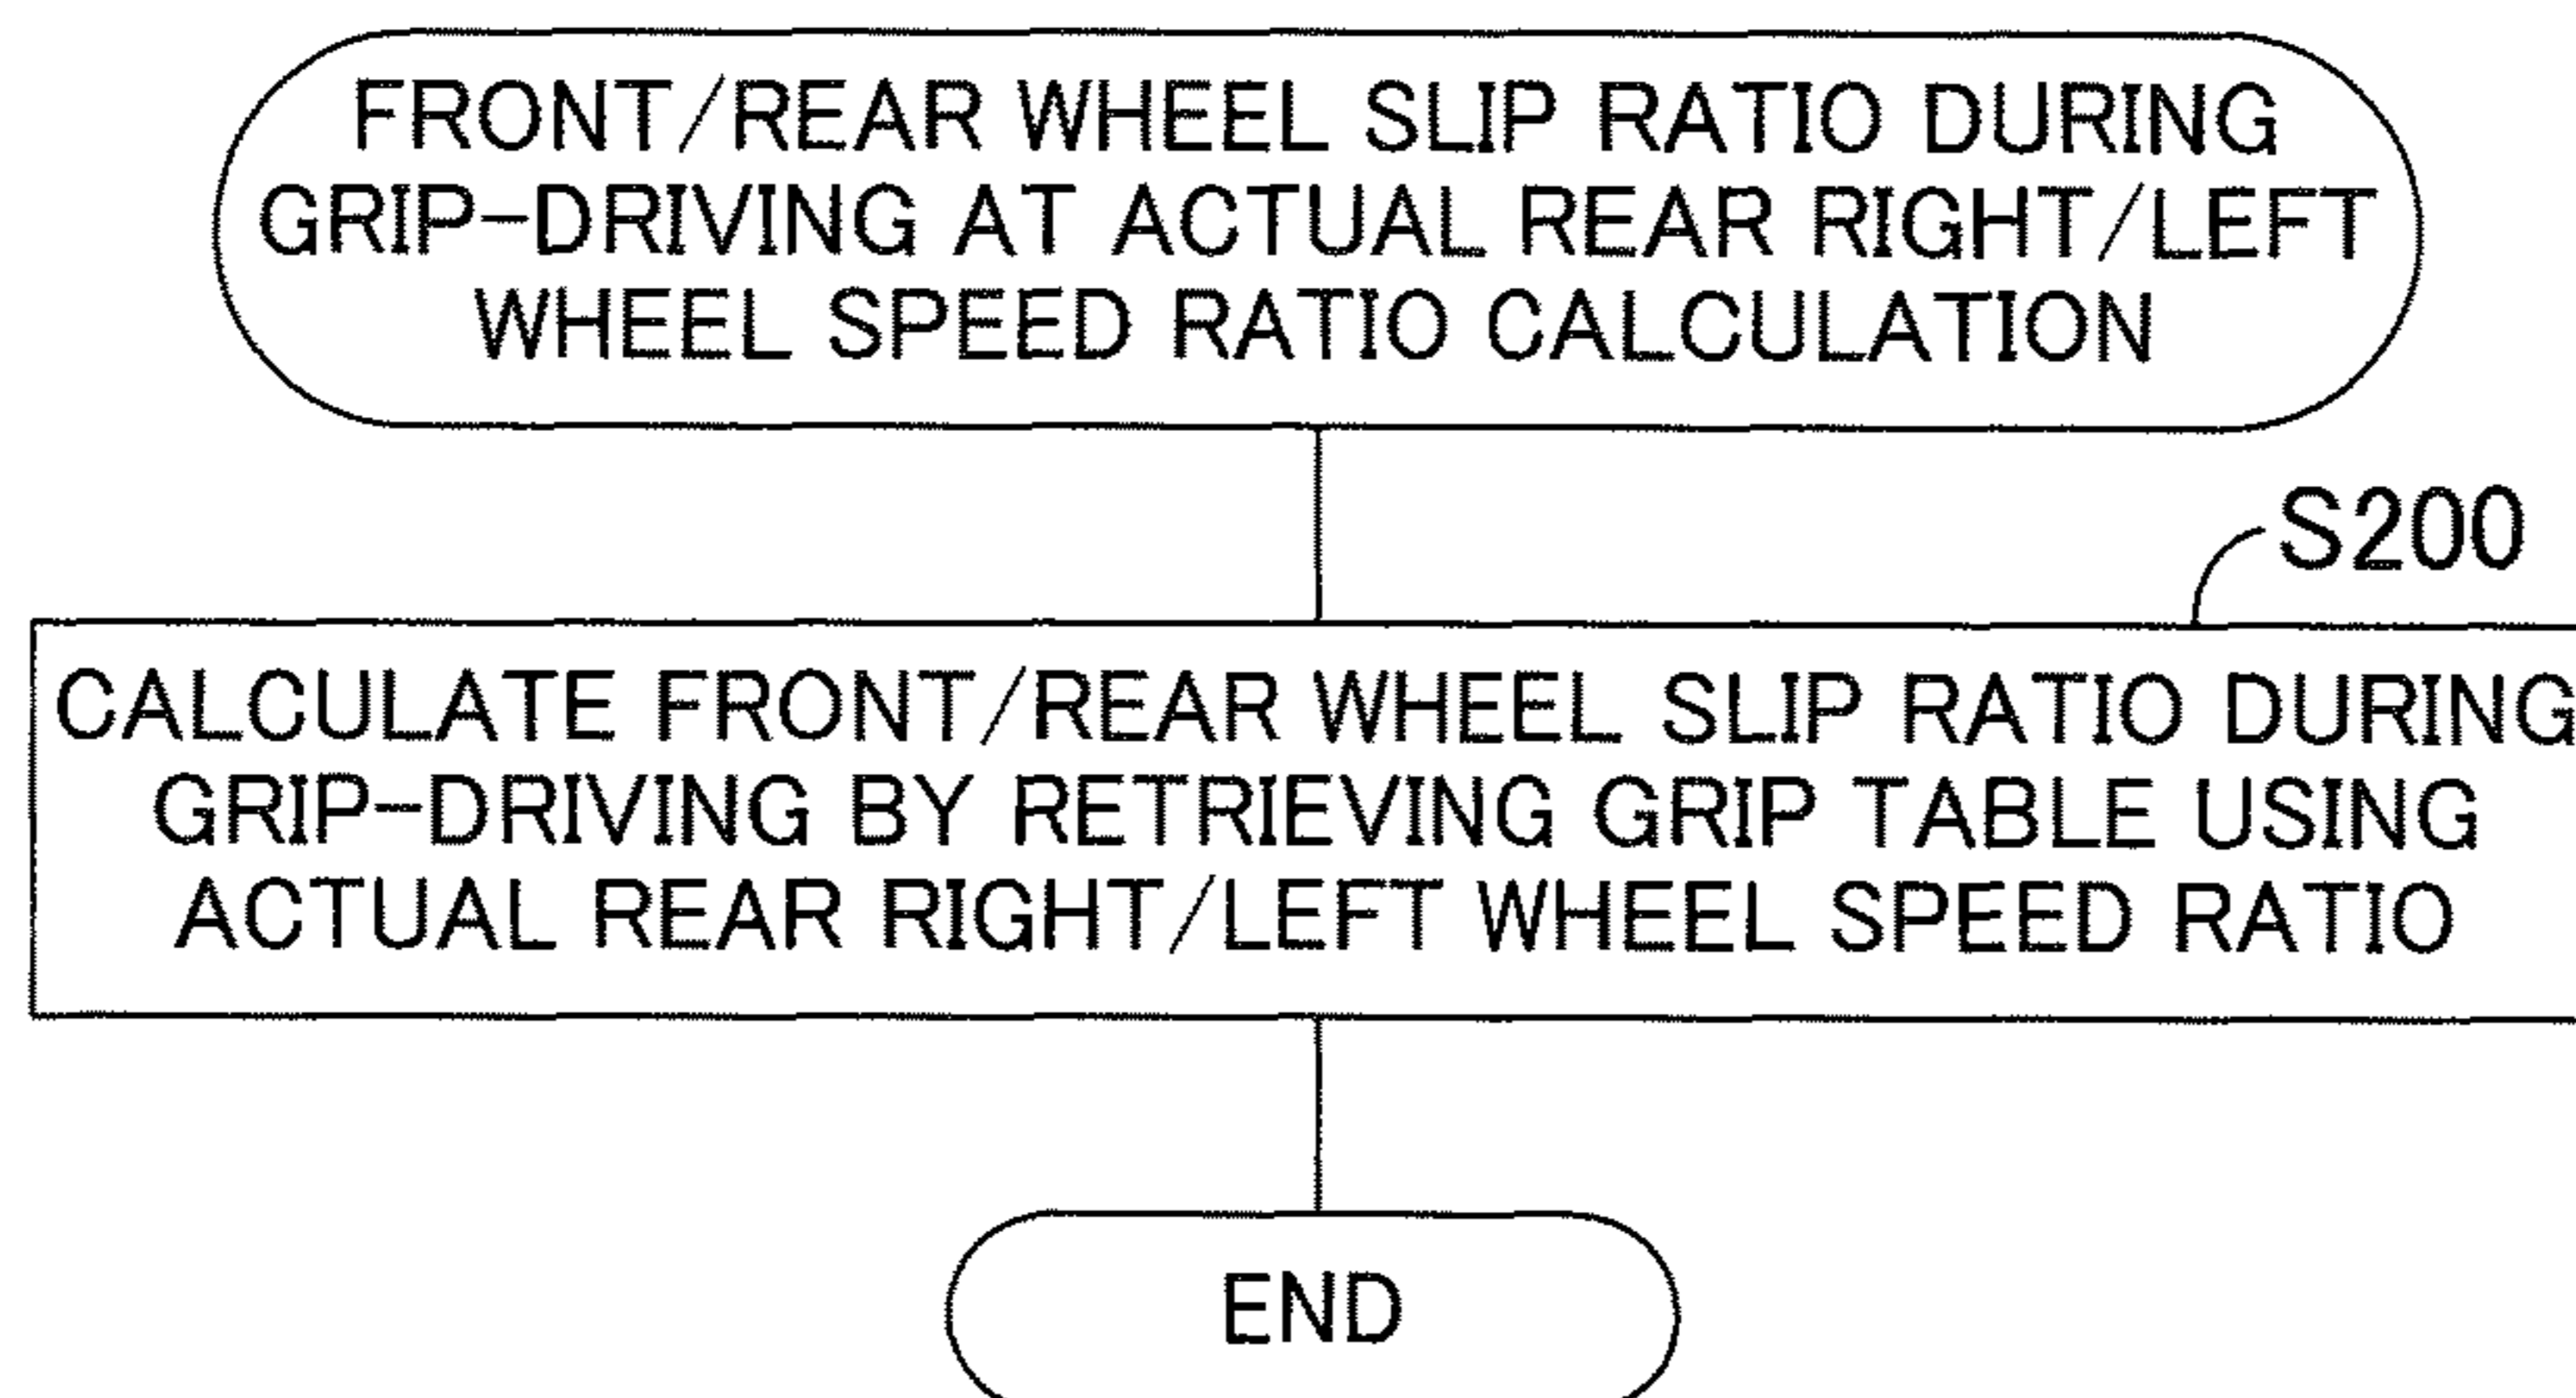 FRONT/REAR WHEEL SLIP RATIO DURING
GRIP-DRIVING AT ACTUAL REAR RIGHT/LEFT
WHEEL SPEED RATIO CALCULATION
S200
CALCULATE FRONT/REAR WHEEL SLIP RATIO DURING
GRIP-DRIVING BY RETRIEVING GRIP TABLE USING
ACTUAL REAR RIGHT/LEFT WHEEL SPEED RATIO
END